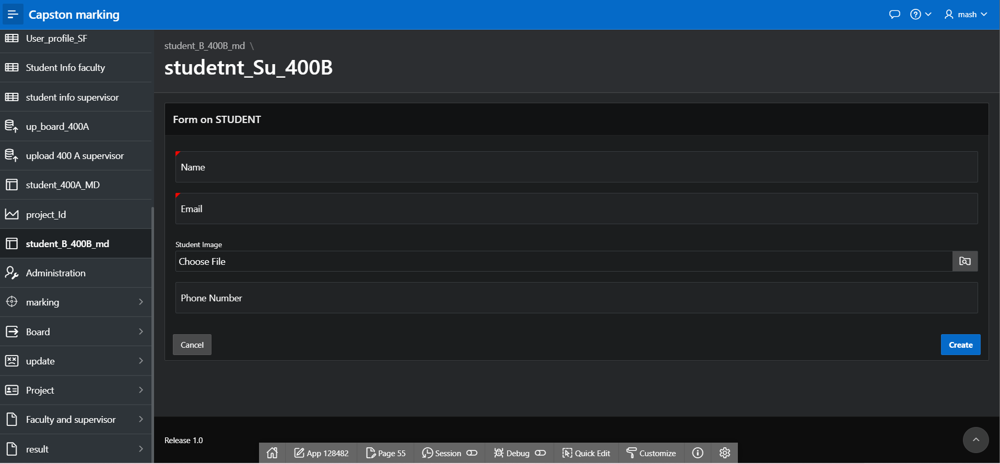 Capston marking
mash
User_profile_SF
Student Info faculty
student info supervisor
up_board_400A
upload 400 A supervisor
student_400A_MD
project_Id
student_B_400B_md
Administration
marking
Board
update
Project
Faculty and supervisor
result
student_B_400B_md \
studetnt_Su_400B
Form on STUDENT
Name
Email
Student Image
Choose File
Phone Number
Cancel
Create
Release 1.0
App 128482
Page 55
Session
Debug
Quick Edit
Customize